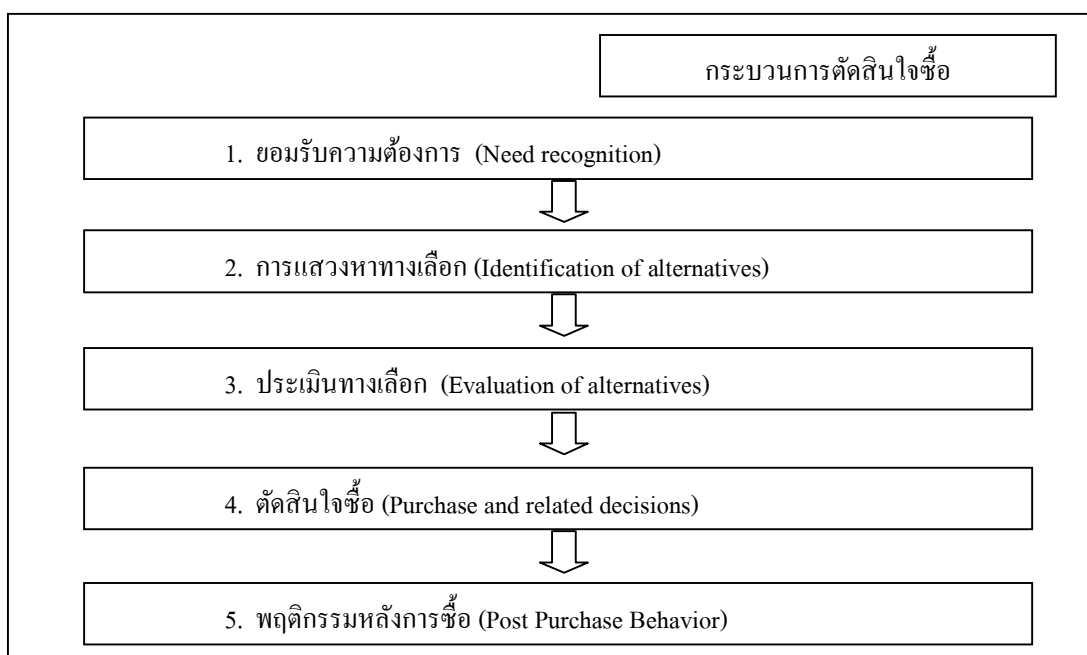 กระบวนการตัดสินใจซื้อ
1. ยอมรับความต้องการ (Need recognition)
2. การแสวงหาทางเลือก (Identification of alternatives)
3. ประเมินทางเลือก (Evaluation of alternatives)
4. ตัดสินใจซื้อ (Purchase and related decisions)
5. พฤติกรรมหลังการซื้อ (Post Purchase Behavior)